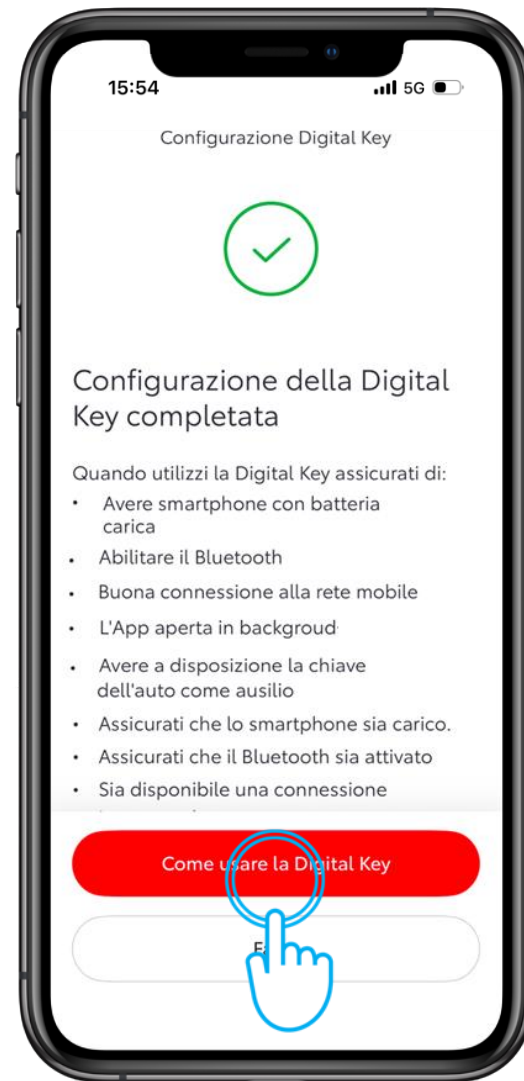 15:54
5G
Configurazione Digital Key
Configurazione della Digital
Key completata
Quando utilizzi la Digital Key assicurati di:
• Avere smartphone con batteria
carica
• Abilitare il Bluetooth
• Buona connessione alla rete mobile
• L'App aperta in backgroud
• Avere a disposizione la chiave
dell'auto come ausilio
• Assicurati che lo smartphone sia carico.
• Assicurati che il Bluetooth sia attivato
• Sia disponibile una connessione
Come usare la Digital Key